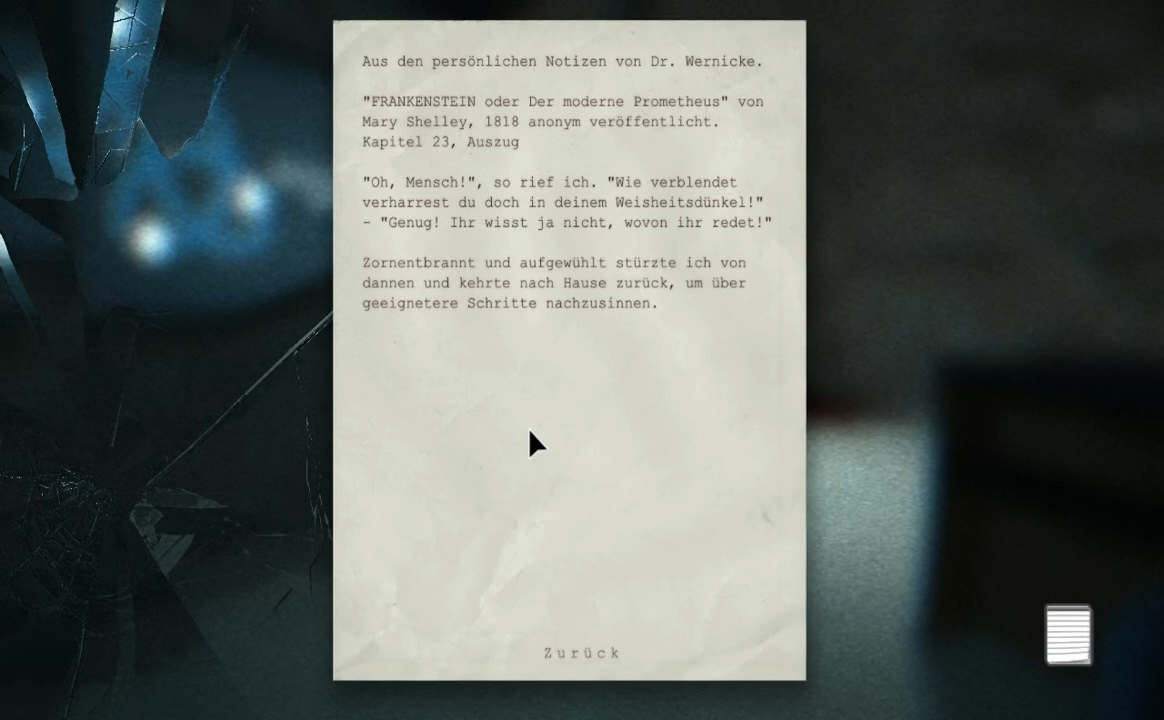 Aus den persönlichen Notizen von Dr. Wernicke.
"FRANKENSTEIN oder Der moderne Prometheus" von
Mary Shelley, 1818 anonym veröffentlicht.
Kapitel 23, Auszug
"Oh, Mensch!", so rief ich. "Wie verblendet
verharrest du doch in deinem Weisheitsdünkel!"
- "Genug! Ihr wisst ja nicht, wovon ihr redet!"
Zornentbrannt und aufgewühlt stürzte ich von
dannen und kehrte nach Hause zurück, um über
geeignetere Schritte nachzusinnen.
Zurück